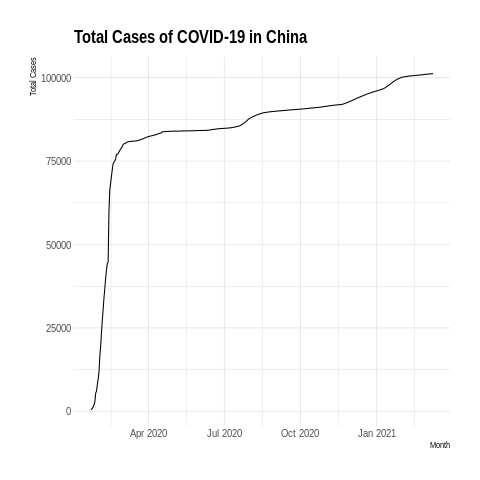 Total Cases of COVID-19 in China
Total Cases
100000
75000
50000
25000
0
Apr 2020 Jul 2020 Oct 2020 Jan 2021
Month